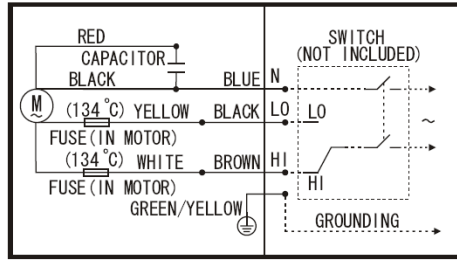 RED
CAPACITOR
BLACK
BLUE N
M
~
(134°C) YELLOW BLACK LO
FUSE(IN MOTOR)
(134°C) WHITE BROWN HI
FUSE(IN MOTOR)
GREEN/YELLOW
SWITCH
(NOT INCLUDED)
LO
~
HI
GROUNDING